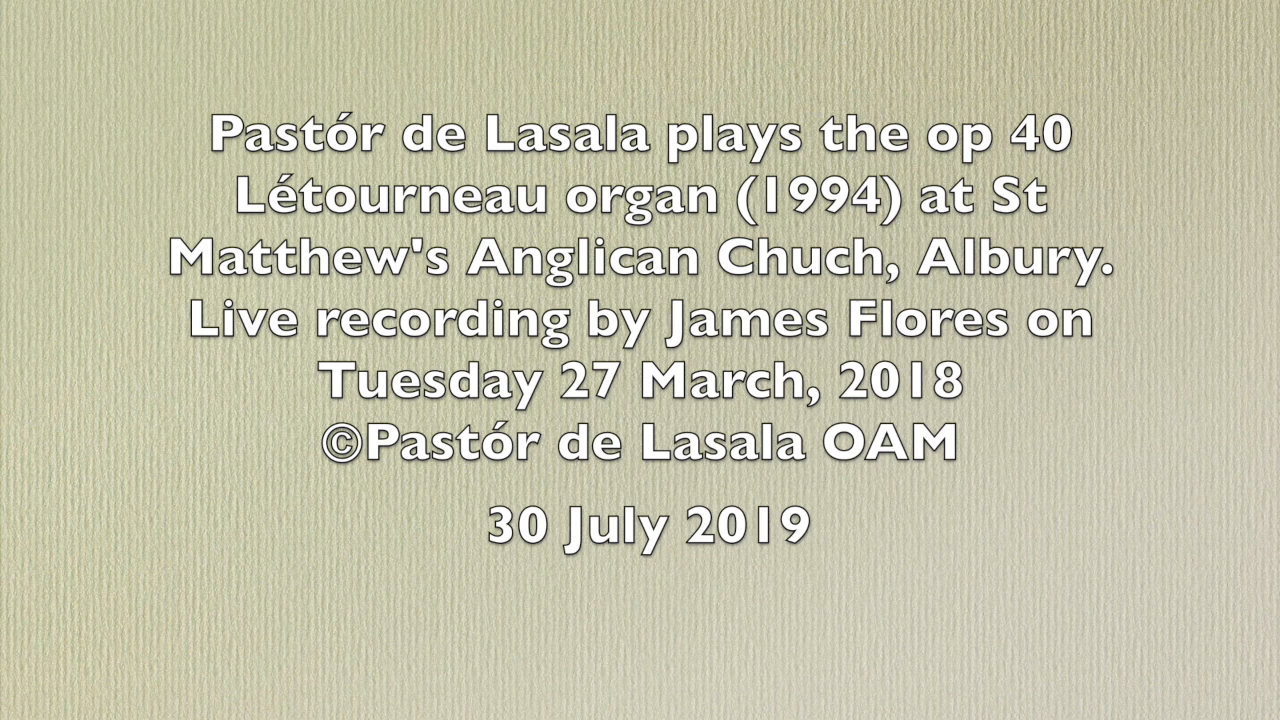 Pastór de Lasala plays the op 40
Létourneau organ (1994) at St
Matthew's Anglican Chuch, Albury.
Live recording by James Flores on
Tuesday 27 March, 2018
©Pastór de Lasala OAM
30 July 2019